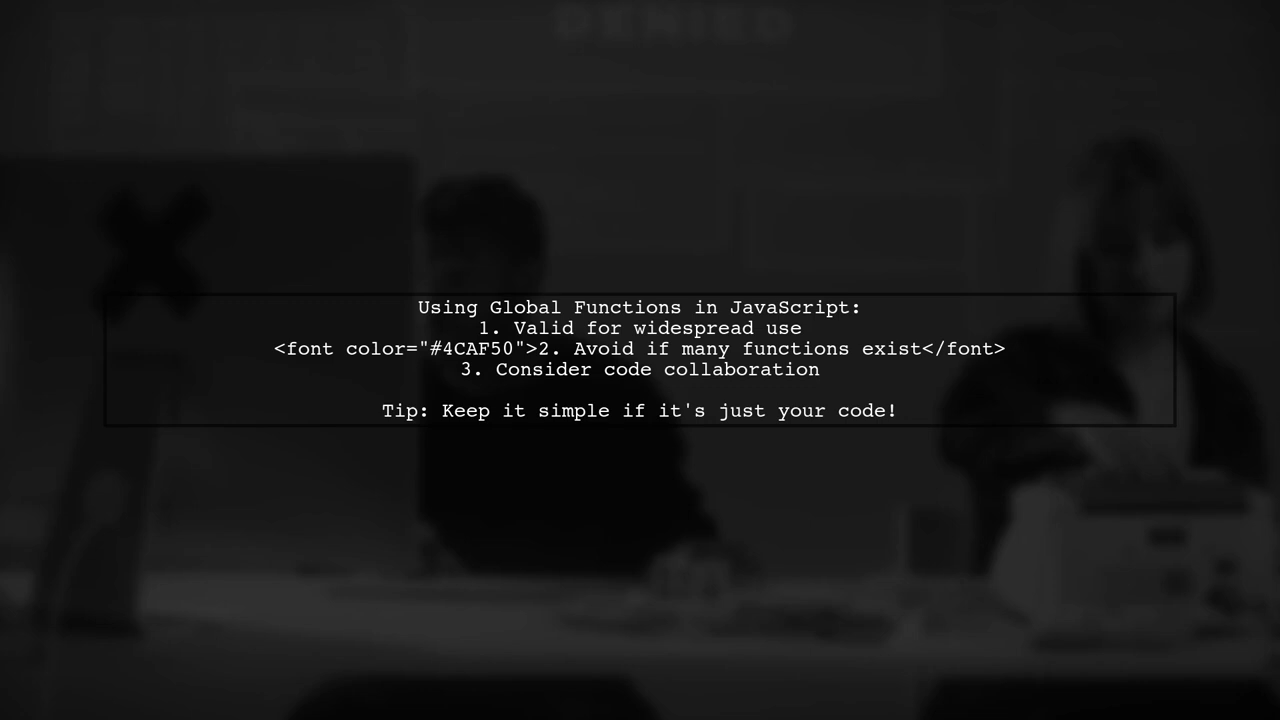 DENIED
Using Global Functions in JavaScript:
1. Valid for widespread use
<font color="#4CAF50">2. Avoid if many functions exist</font>
3. Consider code collaboration
Tip: Keep it simple if it's just your code!